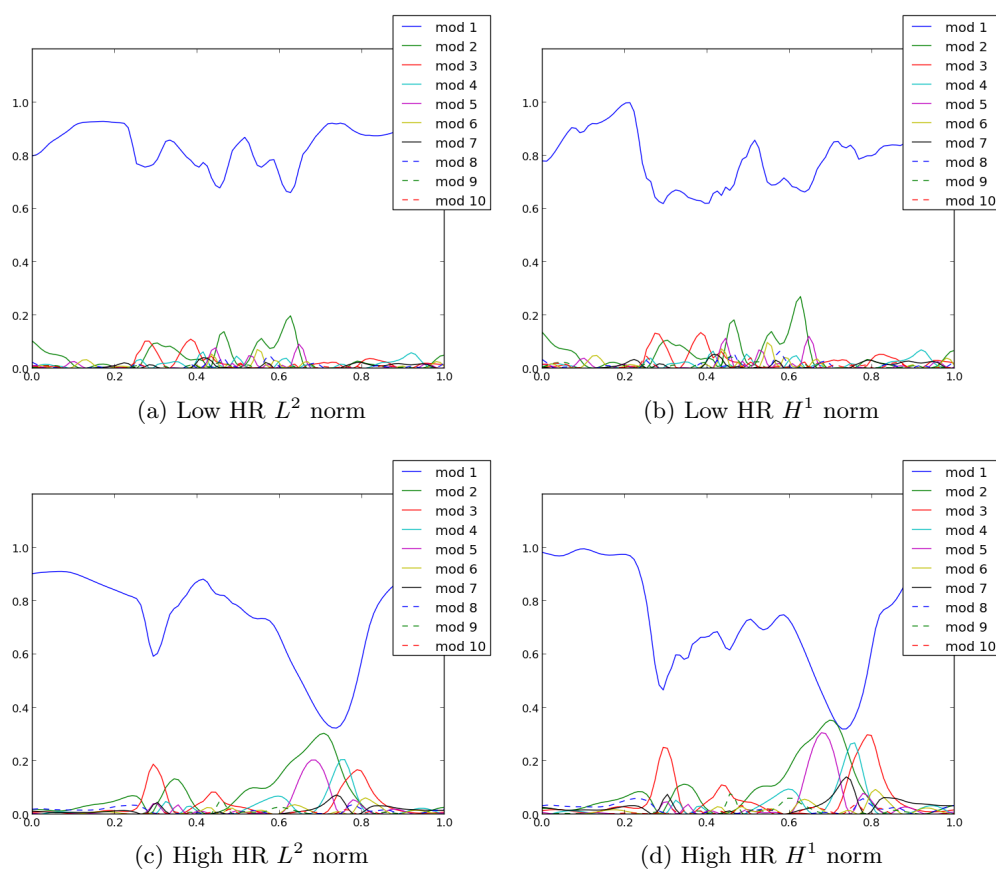 mod 1
mod 2
mod 3
mod 4
mod 5
mod 6
mod 7
mod 8
mod 9
mod 10
1.0
0.8
0.6
0.4
0.2
0.0
0.0 0.2 0.4 0.6 0.8 1.0
(a) Low HR L² norm
mod 1
mod 2
mod 3
mod 4
mod 5
mod 6
mod 7
mod 8
mod 9
mod 10
1.0
0.8
0.6
0.4
0.2
0.0
0.0 0.2 0.4 0.6 0.8 1.0
(b) Low HR H¹ norm
mod 1
mod 2
mod 3
mod 4
mod 5
mod 6
mod 7
mod 8
mod 9
mod 10
1.0
0.8
0.6
0.4
0.2
0.0
0.0 0.2 0.4 0.6 0.8 1.0
(c) High HR L² norm
mod 1
mod 2
mod 3
mod 4
mod 5
mod 6
mod 7
mod 8
mod 9
mod 10
1.0
0.8
0.6
0.4
0.2
0.0
0.0 0.2 0.4 0.6 0.8 1.0
(d) High HR H¹ norm